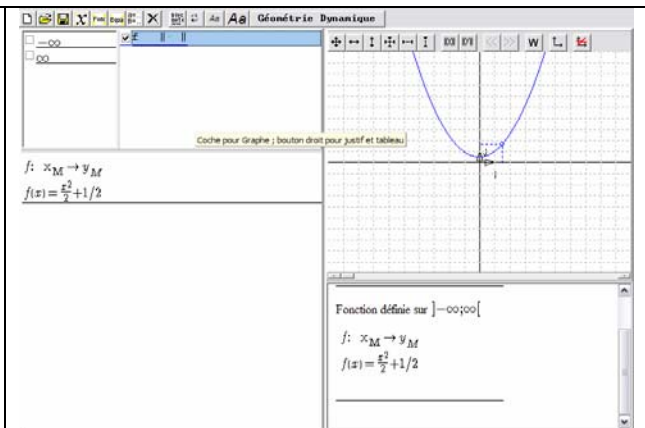 Géométrie Dynamique
−∞
∞
f
Coche pour Graphe ; bouton droit pour justif et tableau
f: x_M → y_M
f(x) = x²/2 + 1/2
W
Fonction définie sur ]−∞;∞[
f: x_M → y_M
f(x) = x²/2 + 1/2